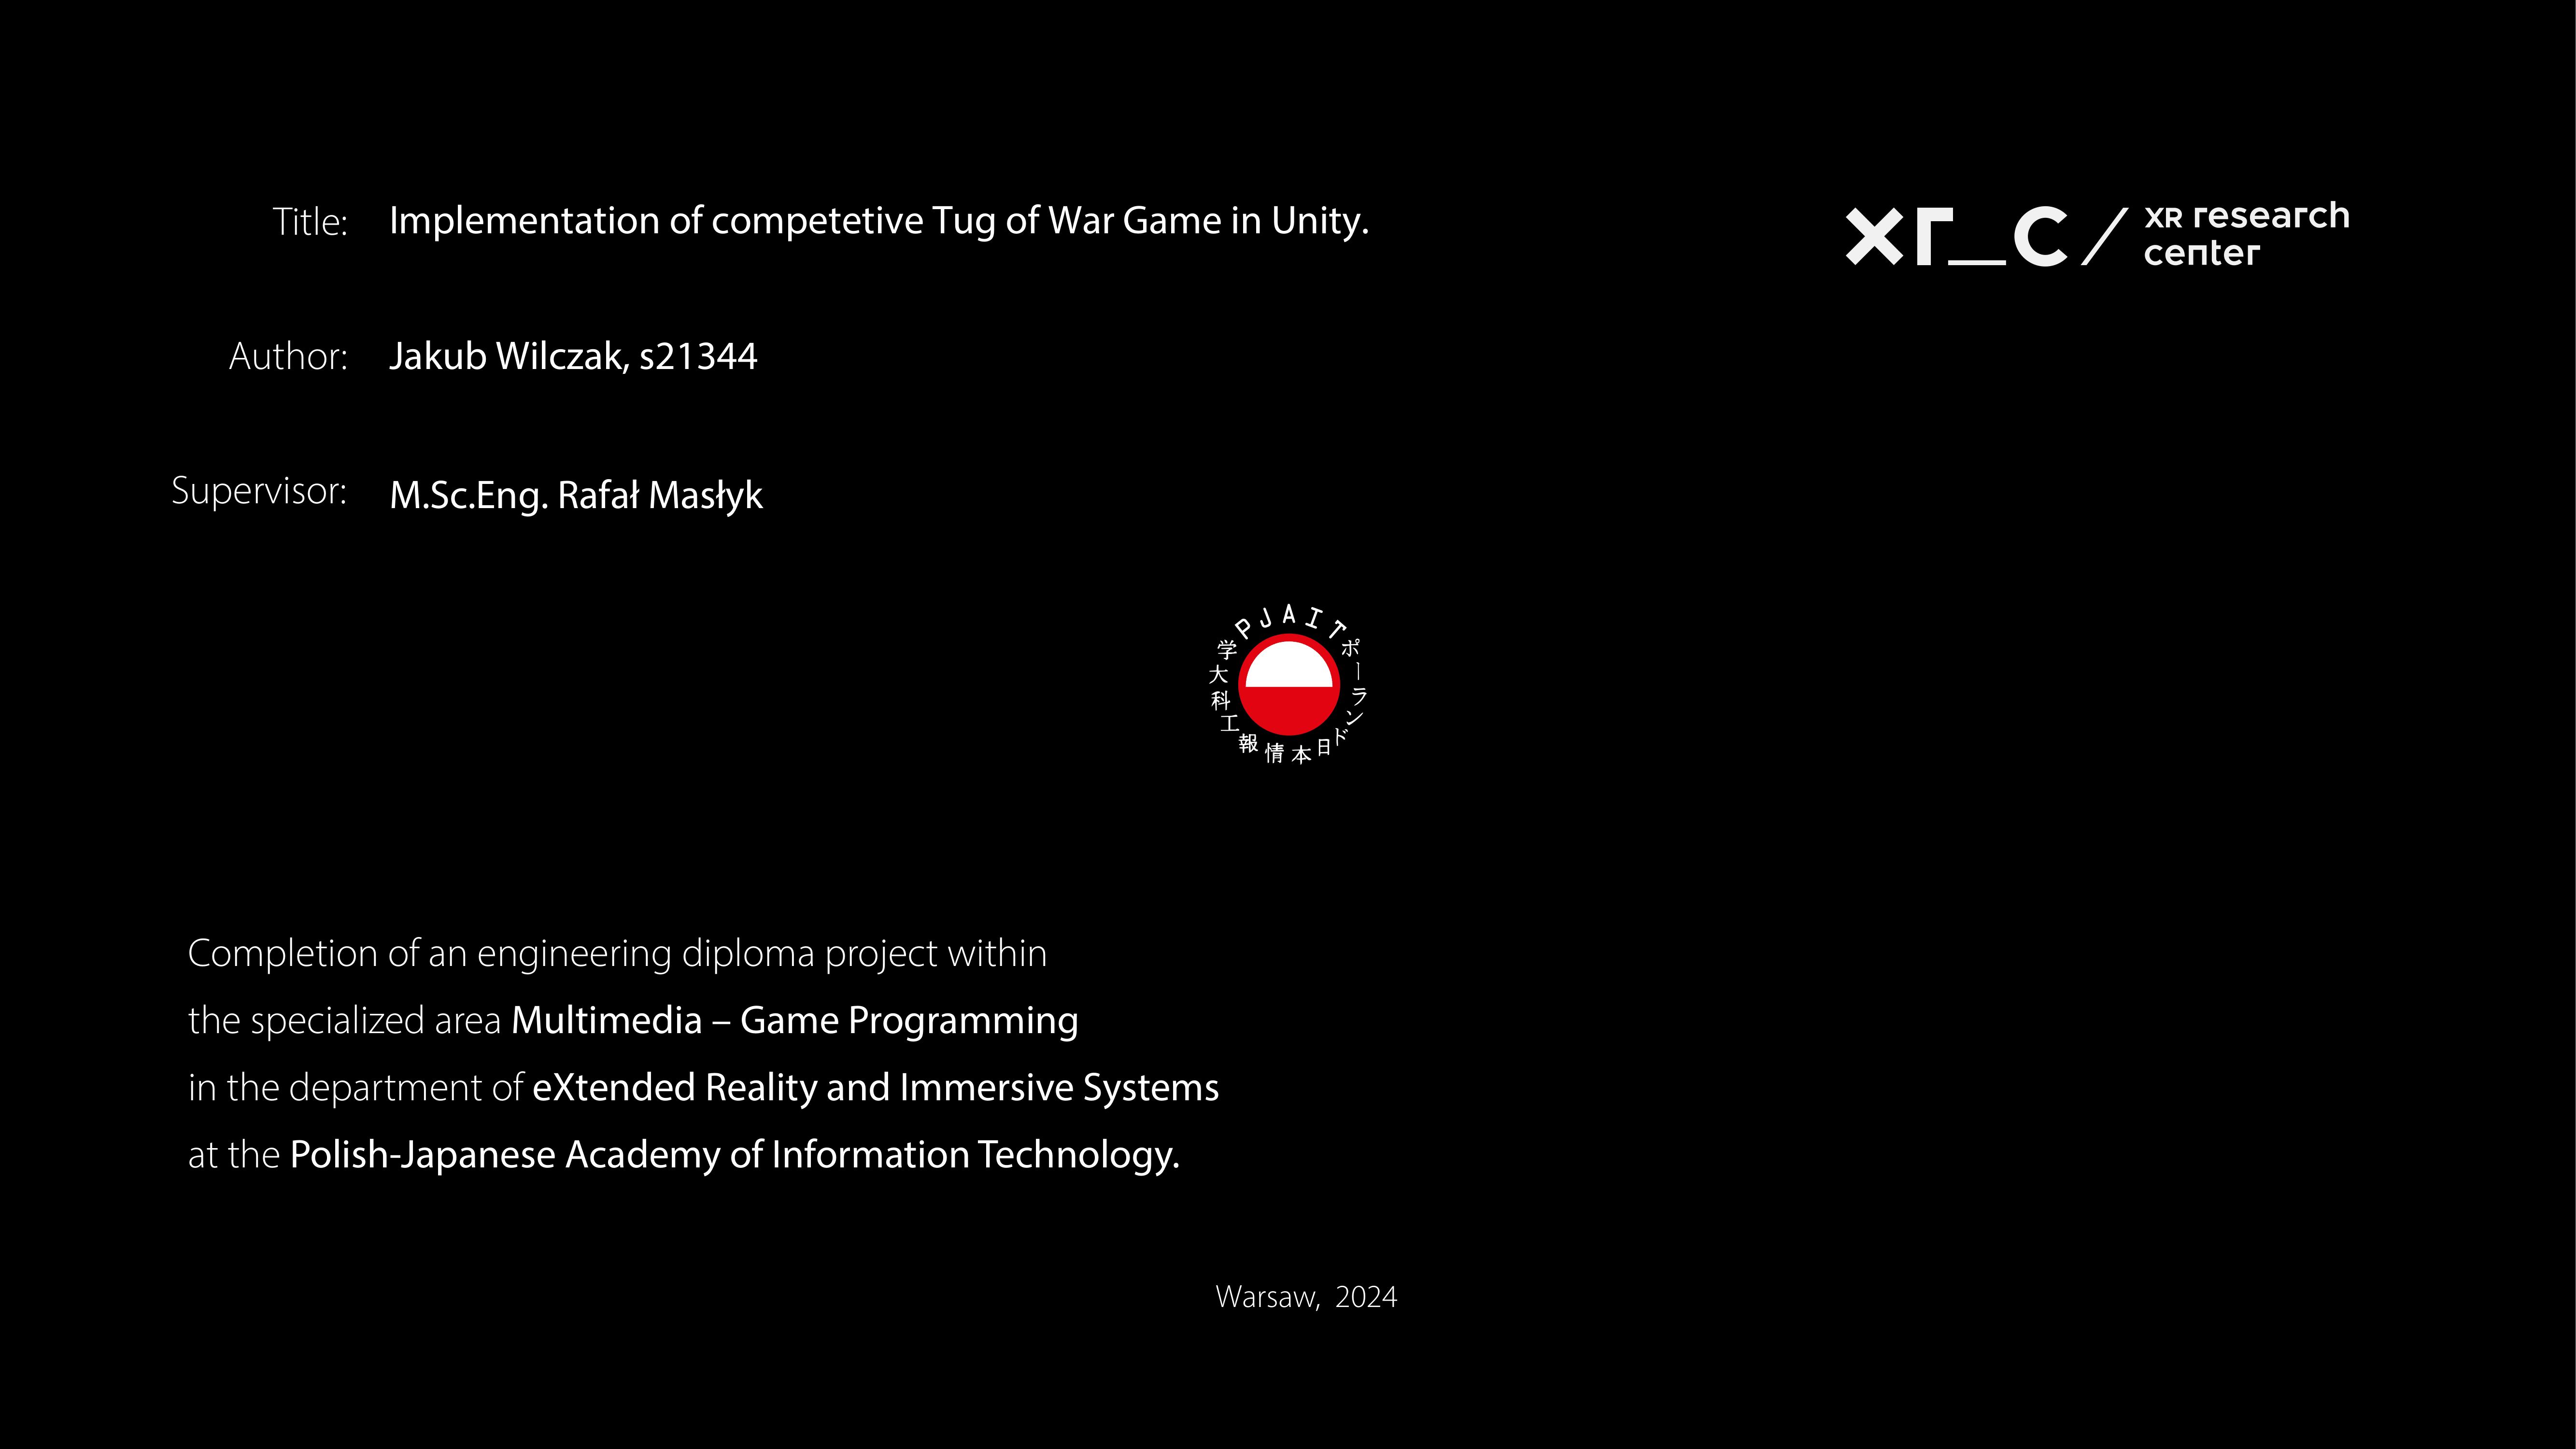 Title: Implementation of competetive Tug of War Game in Unity.
xr_c / xr research
center
Author: Jakub Wilczak, s21344
Supervisor: M.Sc.Eng. Rafał Masłyk
PJAIT
ポーランド日本情報工科大学
Completion of an engineering diploma project within
the specialized area Multimedia – Game Programming
in the department of eXtended Reality and Immersive Systems
at the Polish-Japanese Academy of Information Technology.
Warsaw, 2024